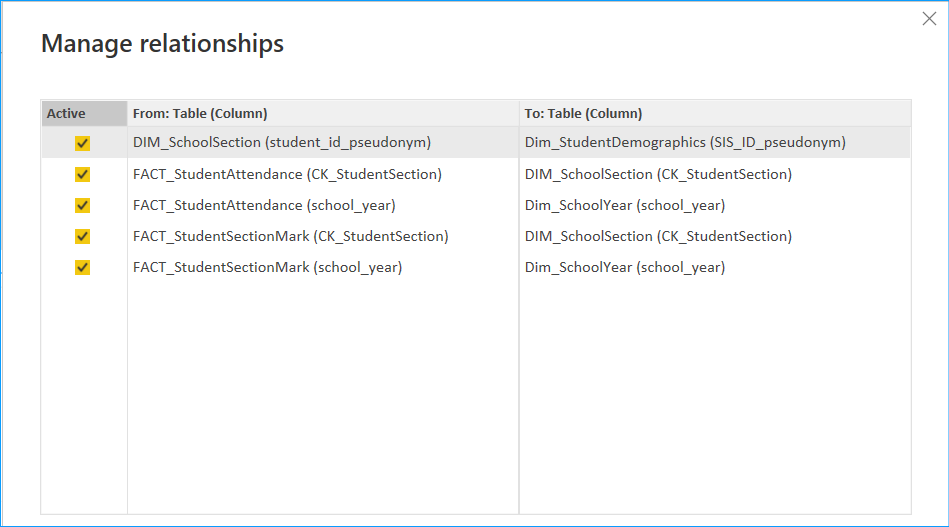 Manage relationships
Active From: Table (Column) To: Table (Column)
DIM_SchoolSection (student_id_pseudonym) Dim_StudentDemographics (SIS_ID_pseudonym)
FACT_StudentAttendance (CK_StudentSection) DIM_SchoolSection (CK_StudentSection)
FACT_StudentAttendance (school_year) Dim_SchoolYear (school_year)
FACT_StudentSectionMark (CK_StudentSection) DIM_SchoolSection (CK_StudentSection)
FACT_StudentSectionMark (school_year) Dim_SchoolYear (school_year)